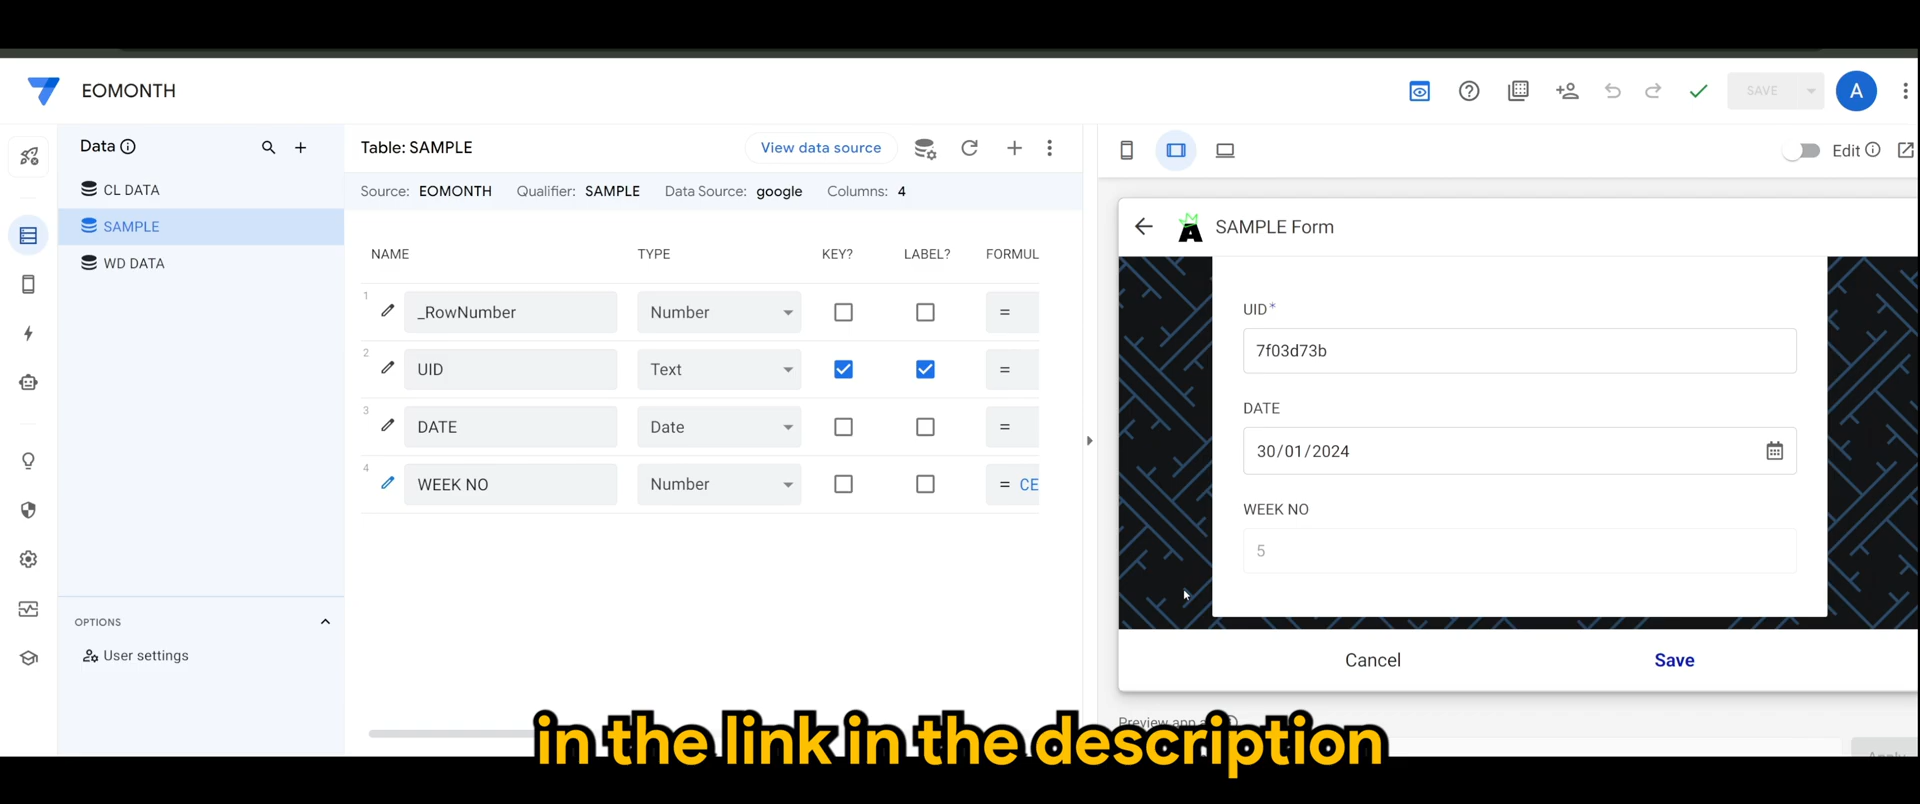 EOMONTH
SAVE
A
Data
CL DATA
SAMPLE
WD DATA
OPTIONS
User settings
Table: SAMPLE
View data source
Source: EOMONTH Qualifier: SAMPLE Data Source: google Columns: 4
NAME TYPE KEY? LABEL? FORMUL
1 _RowNumber Number =
2 UID Text =
3 DATE Date =
4 WEEK NO Number = CE
Edit
A SAMPLE Form
UID*
7f03d73b
DATE
30/01/2024
WEEK NO
5
Cancel Save
Preview app a
Apply
in the link in the description